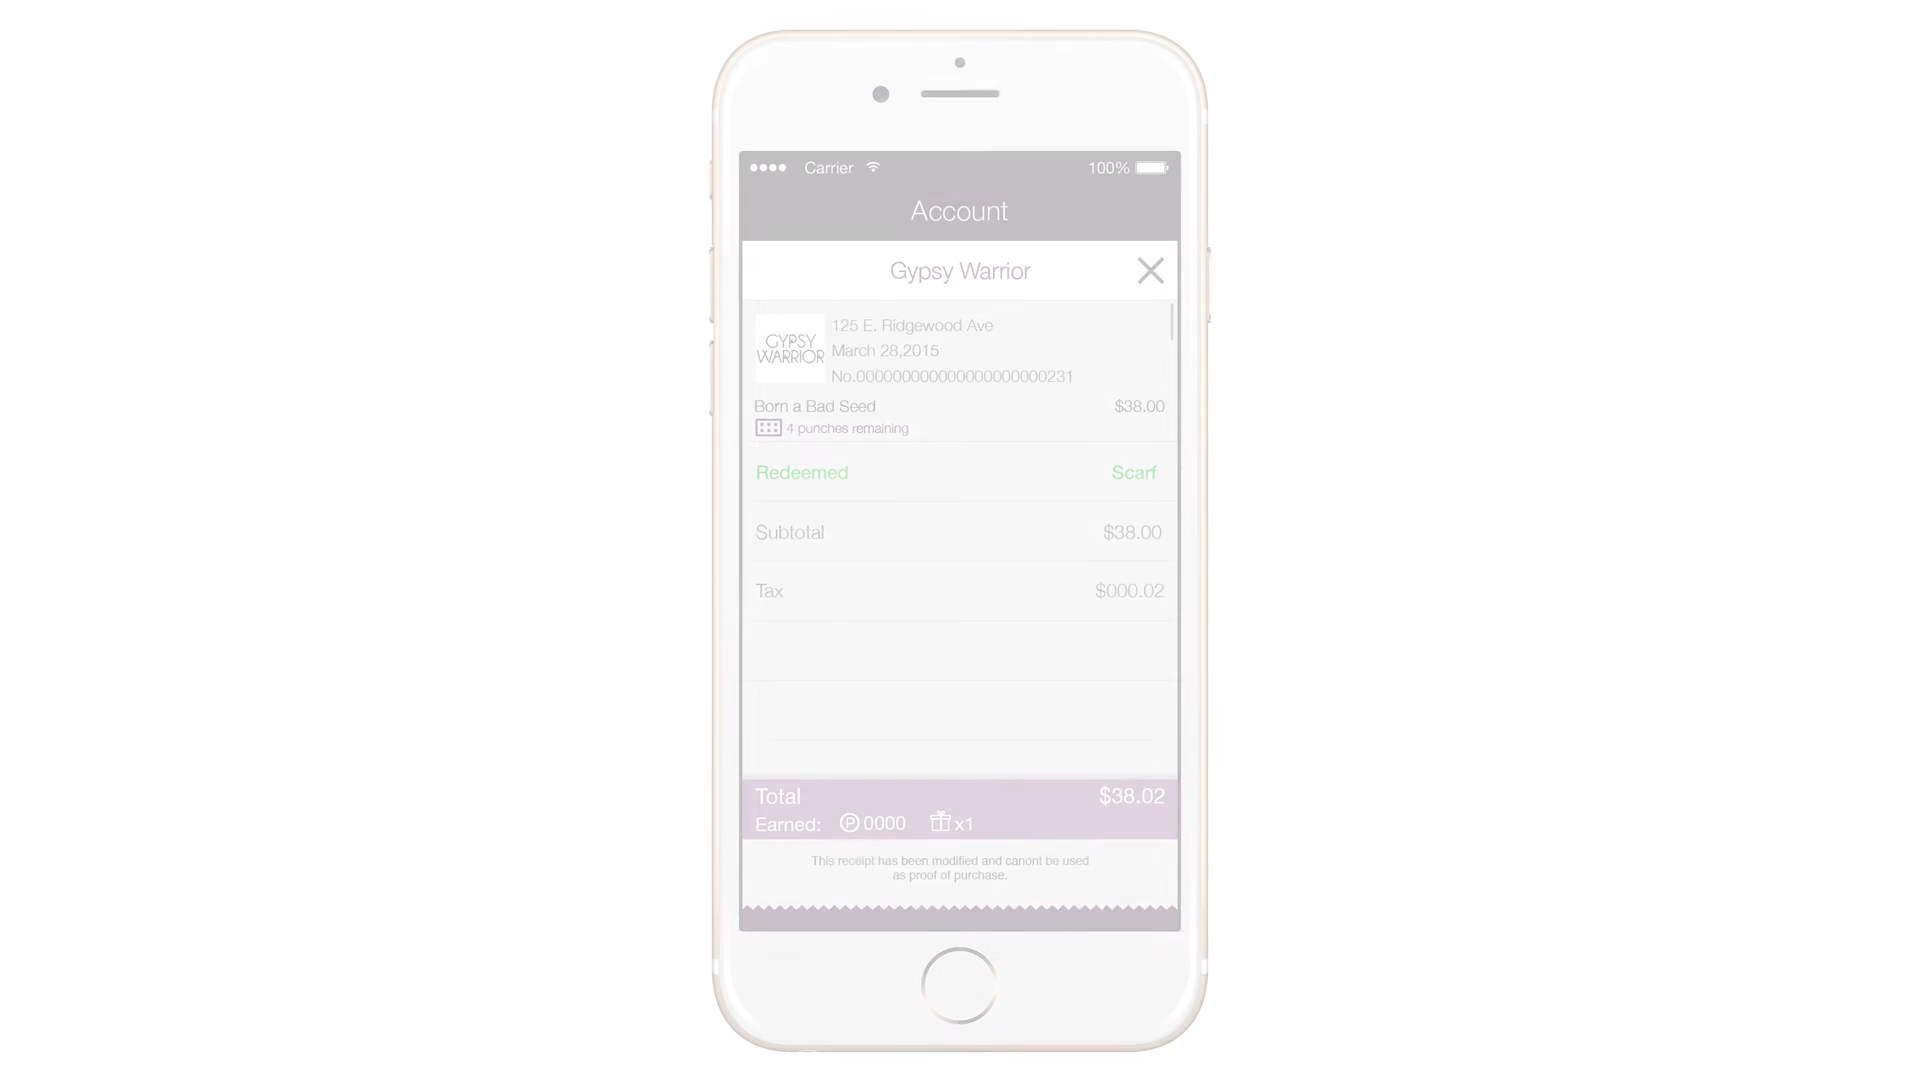 Carrier 100%
Account
Gypsy Warrior
GYPSY
WARRIOR
125 E. Ridgewood Ave
March 28,2015
No.000000000000000000000231
Born a Bad Seed $38.00
4 punches remaining
Redeemed Scarf
Subtotal $38.00
Tax $000.02
Total $38.02
Earned: P 0000 x1
This receipt has been modified and canont be used
as proof of purchase.